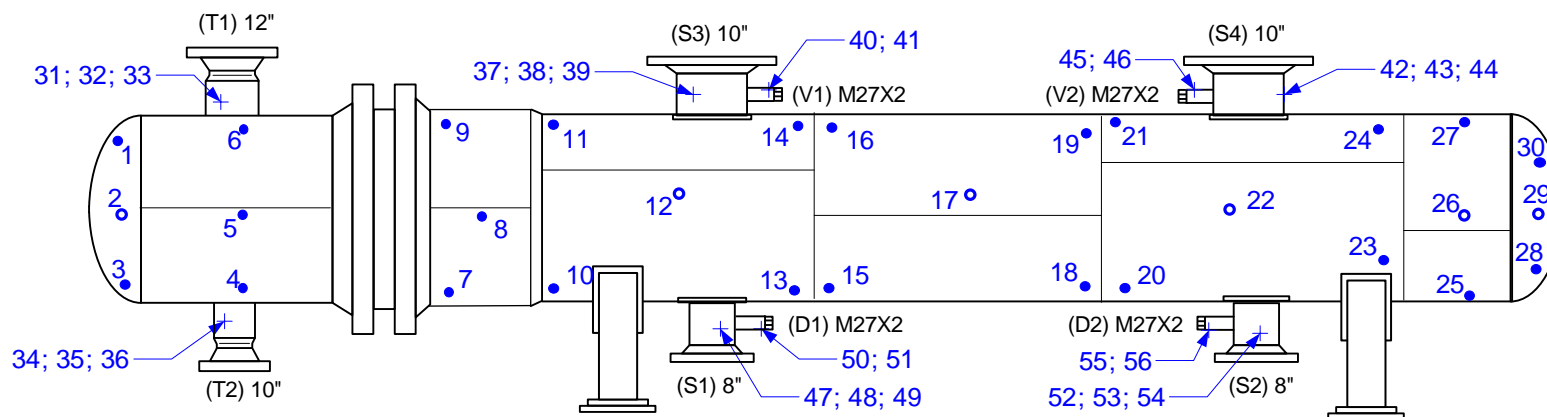 (T1) 12"
(S3) 10"
(S4) 10"
40; 41
31; 32; 33
37; 38; 39
45; 46
42; 43; 44
(V1) M27X2
(V2) M27X2
1
6
9
11
14
16
19
21
24
27
30
2
5
8
12
17
22
26
29
3
4
7
10
13
15
18
20
23
25
28
(D1) M27X2
(D2) M27X2
34; 35; 36
50; 51
55; 56
(T2) 10"
(S1) 8"
(S2) 8"
47; 48; 49
52; 53; 54